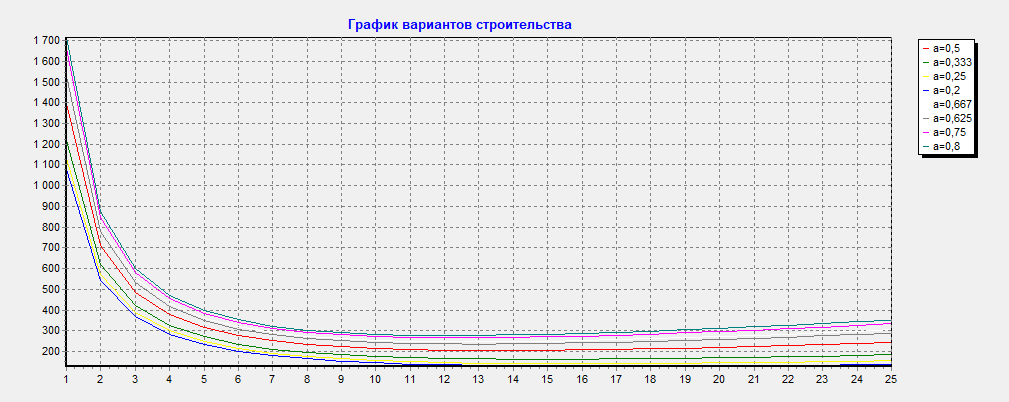 График вариантов строительства
1 700
1 600
1 500
1 400
1 300
1 200
1 100
1 000
900
800
700
600
500
400
300
200
1 2 3 4 5 6 7 8 9 10 11 12 13 14 15 16 17 18 19 20 21 22 23 24 25
a=0,5
a=0,333
a=0,25
a=0,2
a=0,667
a=0,625
a=0,75
a=0,8